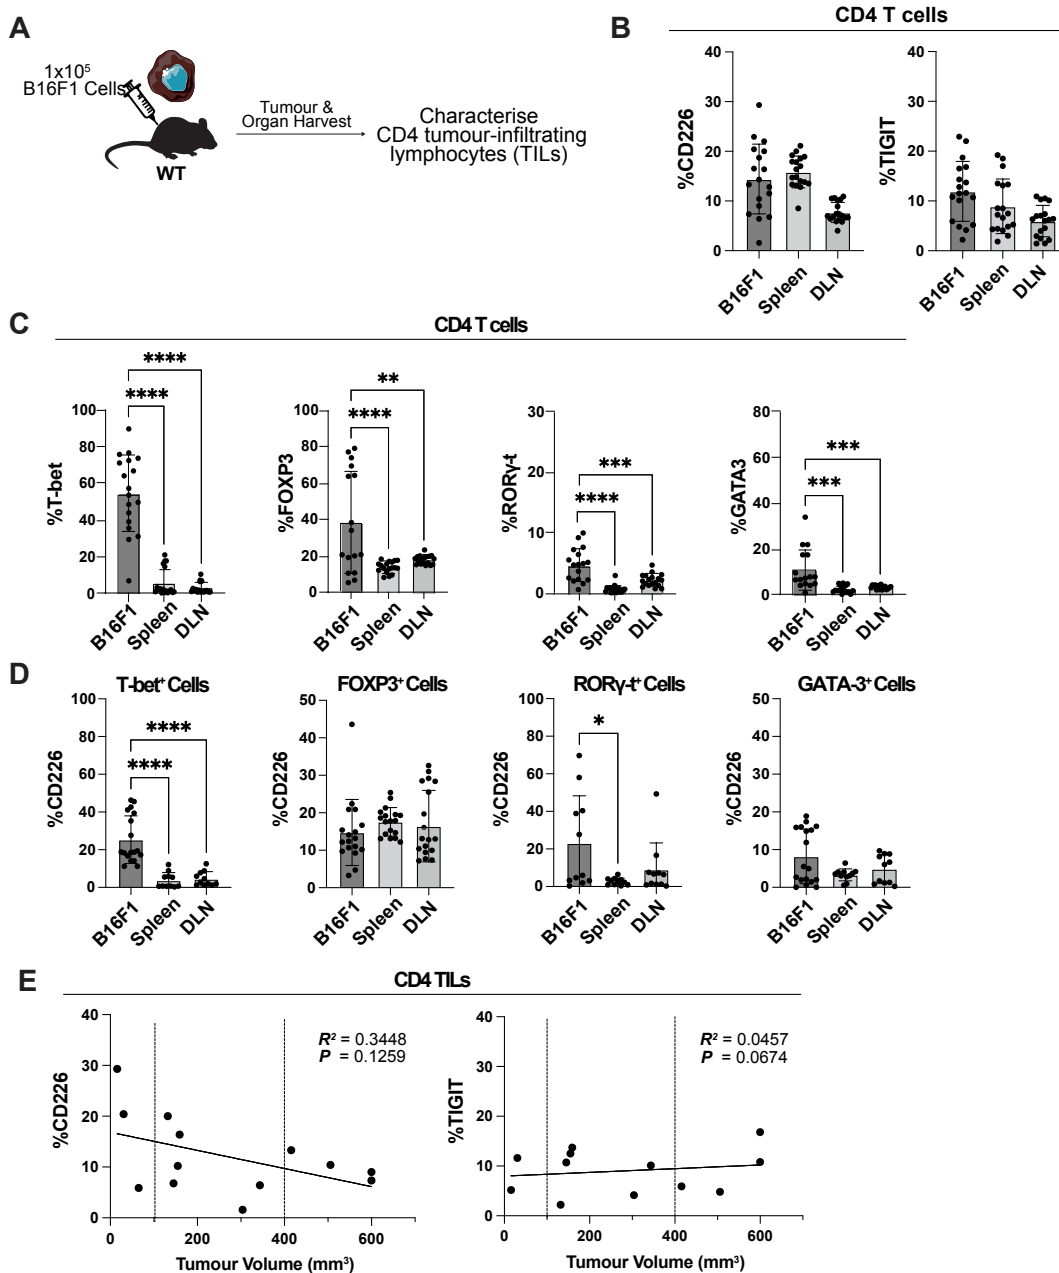 A
1x10⁵
B16F1 Cells
WT
Tumour &
Organ Harvest
Characterise
CD4 tumour-infiltrating
lymphocytes (TILs)
B
CD4 T cells
%CD226
40
30
20
10
0
B16F1
Spleen
DLN
%TIGIT
40
30
20
10
0
B16F1
Spleen
DLN
C
CD4 T cells
%T-bet
100
80
60
40
20
0
****
****
B16F1
Spleen
DLN
%FOXP3
100
80
60
40
20
0
**
****
B16F1
Spleen
DLN
%RORγ-t
30
20
10
0
***
****
B16F1
Spleen
DLN
%GATA3
80
60
40
20
0
***
***
B16F1
Spleen
DLN
D
T-bet⁺ Cells
%CD226
100
80
60
40
20
0
****
****
B16F1
Spleen
DLN
FOXP3⁺ Cells
%CD226
50
40
30
20
10
0
B16F1
Spleen
DLN
RORγ-t⁺ Cells
%CD226
100
80
60
40
20
0
*
B16F1
Spleen
DLN
GATA-3⁺ Cells
%CD226
50
40
30
20
10
0
B16F1
Spleen
DLN
E
CD4 TILs
%CD226
40
30
20
10
0
R² = 0.3448
P = 0.1259
0
200
400
600
Tumour Volume (mm³)
%TIGIT
40
30
20
10
0
R² = 0.0457
P = 0.0674
0
200
400
600
Tumour Volume (mm³)